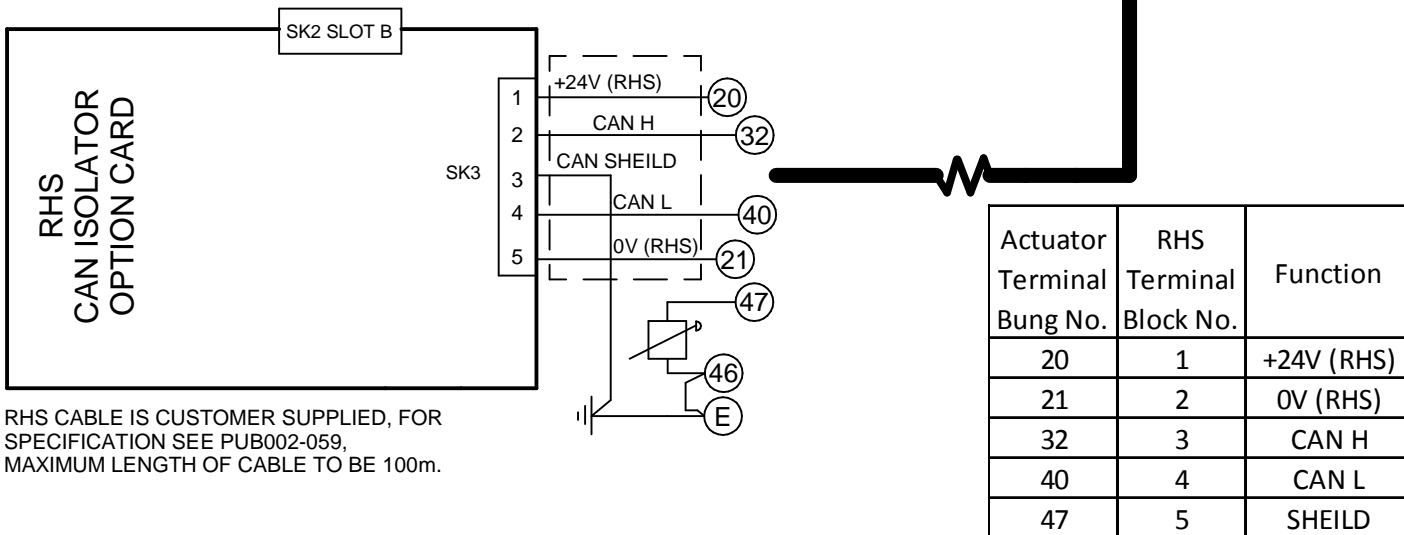 SK2 SLOT B
RHS
CAN ISOLATOR
OPTION CARD
SK3
1
2
3
4
5
+24V (RHS)
CAN H
CAN SHEILD
CAN L
0V (RHS)
20
32
40
21
47
46
E
RHS CABLE IS CUSTOMER SUPPLIED, FOR
SPECIFICATION SEE PUB002-059,
MAXIMUM LENGTH OF CABLE TO BE 100m.
Actuator Terminal Bung No. RHS Terminal Block No. Function
20 1 +24V (RHS)
21 2 0V (RHS)
32 3 CAN H
40 4 CAN L
47 5 SHEILD